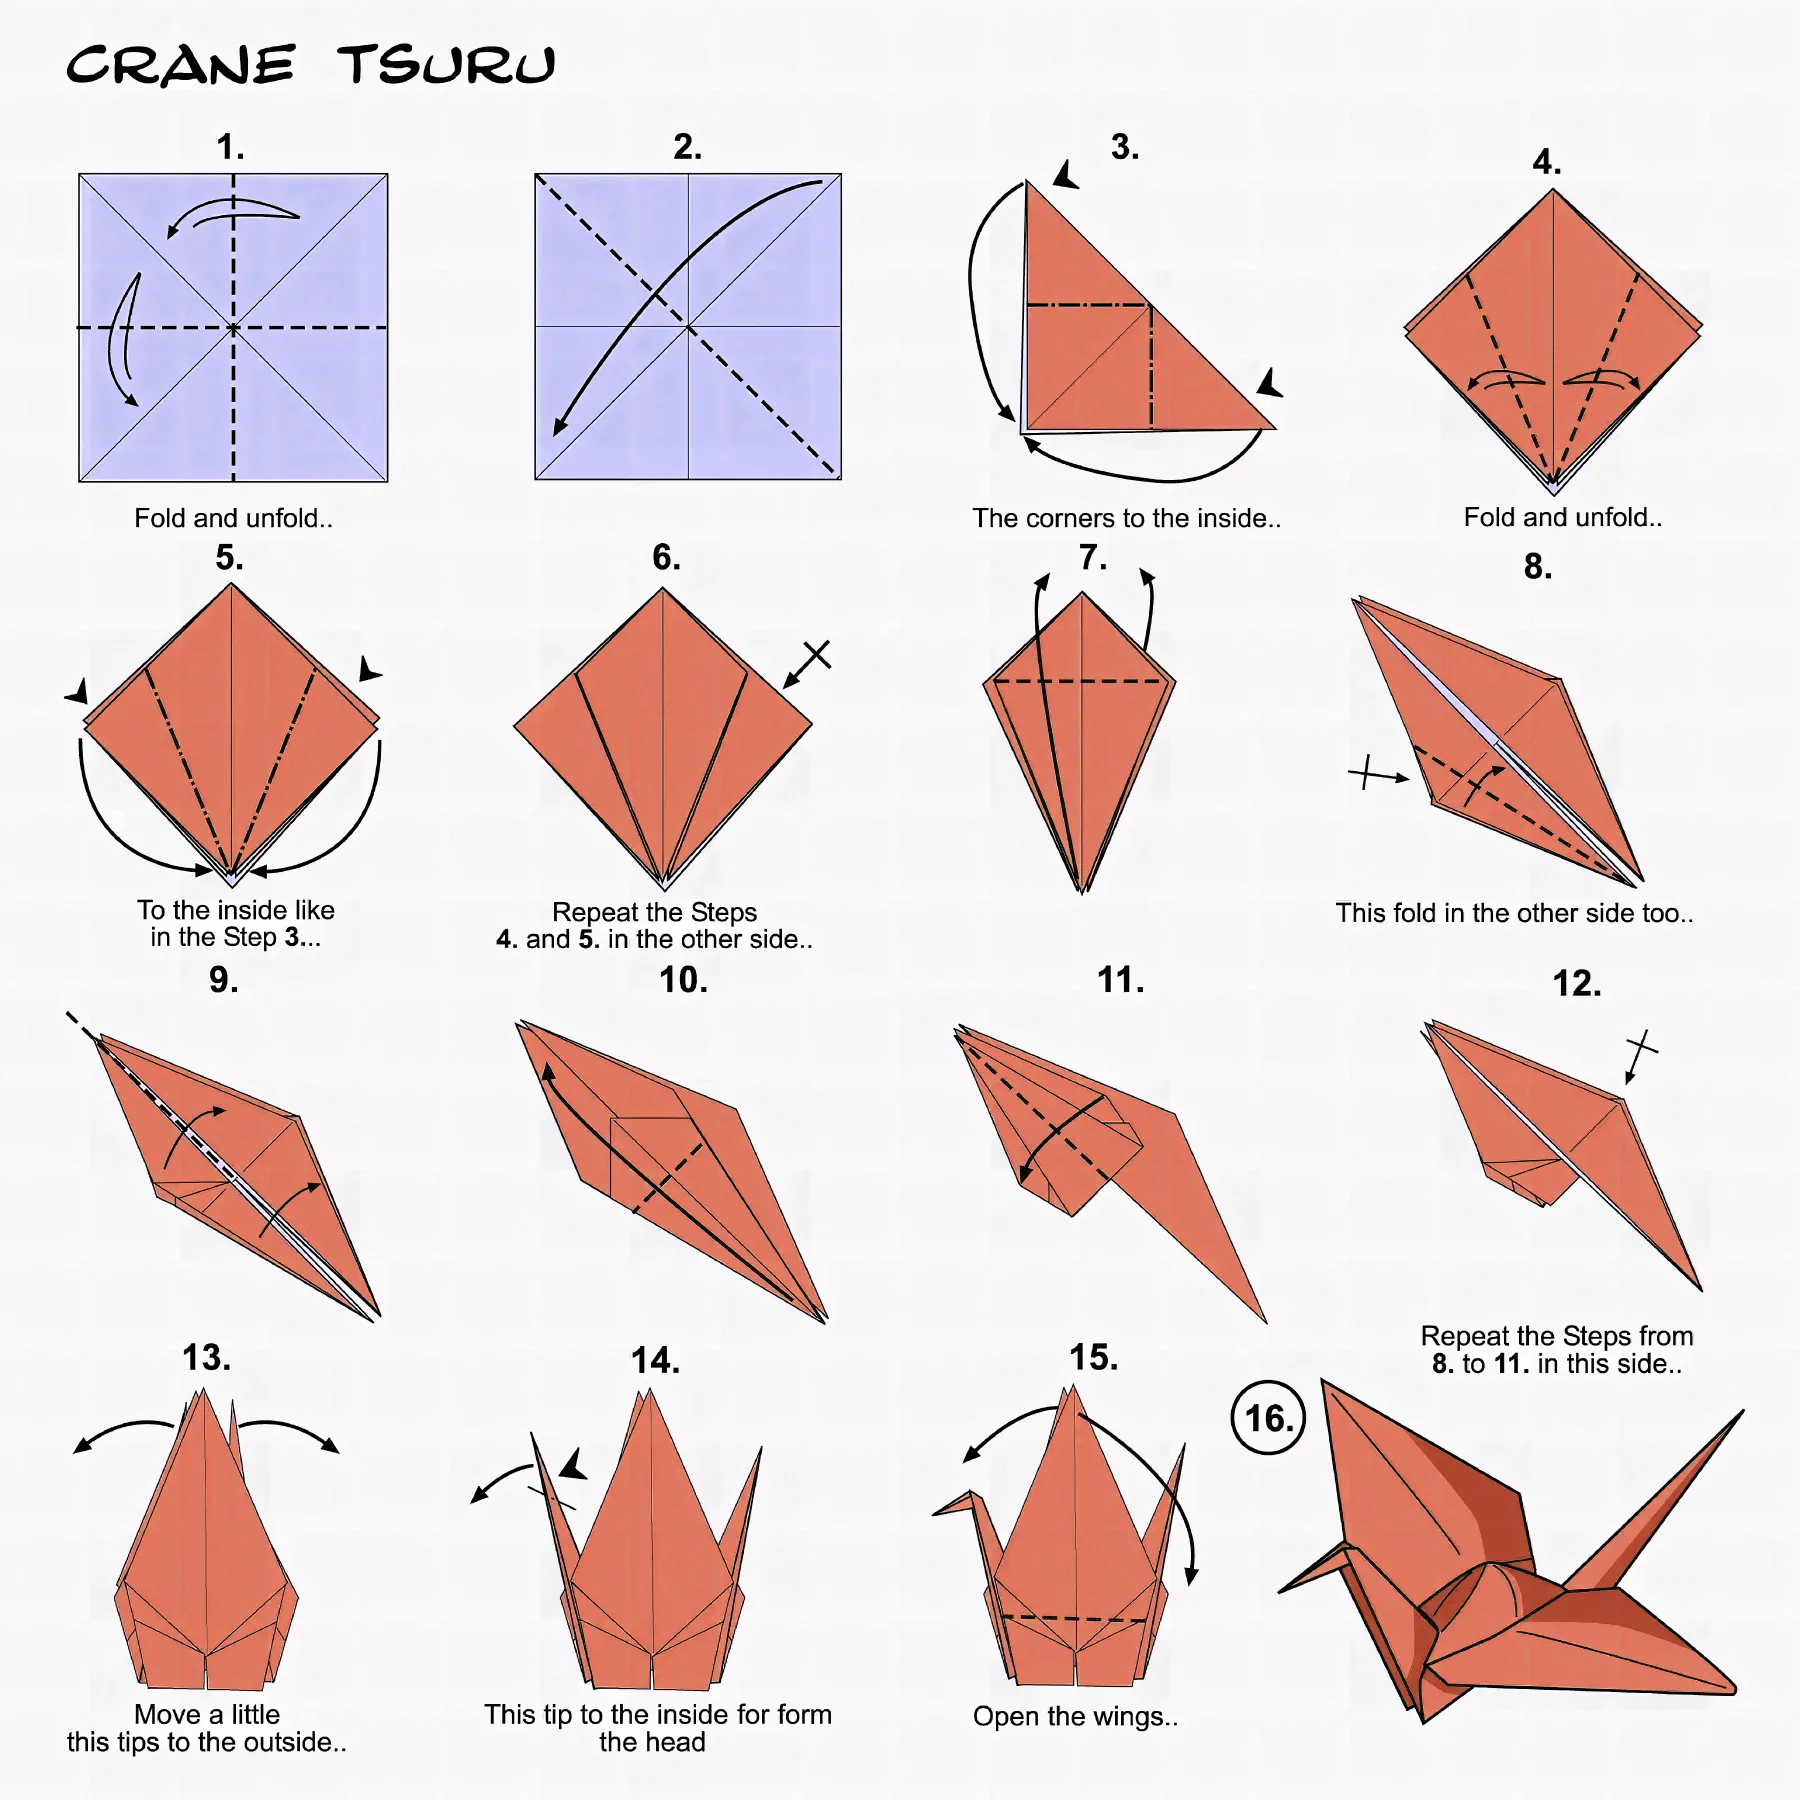 CRANE TSURU
1.
2.
3.
4.
Fold and unfold..
The corners to the inside..
Fold and unfold..
5.
6.
7.
8.
To the inside like
in the Step 3...
Repeat the Steps
4. and 5. in the other side..
This fold in the other side too..
9.
10.
11.
12.
Repeat the Steps from
8. to 11. in this side..
13.
14.
15.
16.
Move a little
this tips to the outside..
This tip to the inside for form
the head
Open the wings..